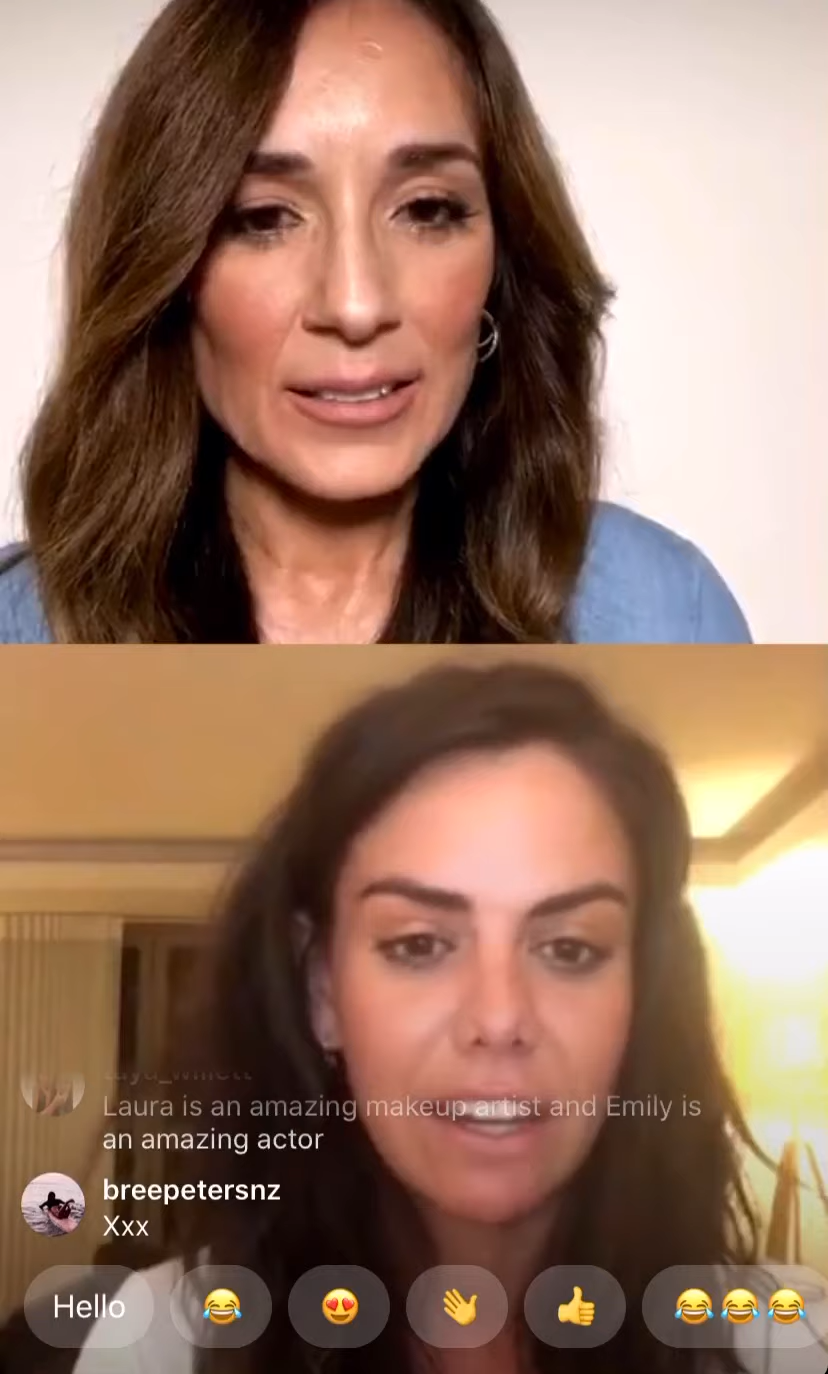 Laura is an amazing makeup artist and Emily is
an amazing actor
breepetersnz
Xxx
Hello